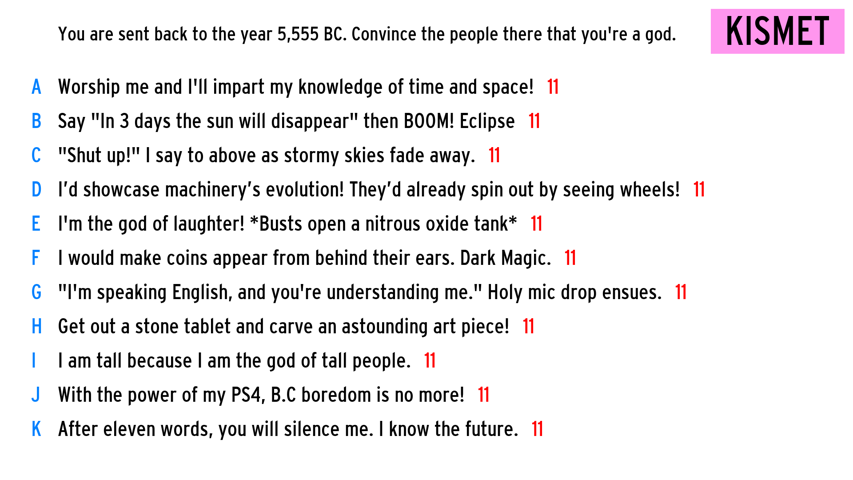 You are sent back to the year 5,555 BC. Convince the people there that you're a god.
KISMET
A Worship me and I'll impart my knowledge of time and space! 11
B Say "In 3 days the sun will disappear" then BOOM! Eclipse 11
C "Shut up!" I say to above as stormy skies fade away. 11
D I’d showcase machinery’s evolution! They’d already spin out by seeing wheels! 11
E I'm the god of laughter! *Busts open a nitrous oxide tank* 11
F I would make coins appear from behind their ears. Dark Magic. 11
G "I'm speaking English, and you're understanding me." Holy mic drop ensues. 11
H Get out a stone tablet and carve an astounding art piece! 11
I I am tall because I am the god of tall people. 11
J With the power of my PS4, B.C boredom is no more! 11
K After eleven words, you will silence me. I know the future. 11